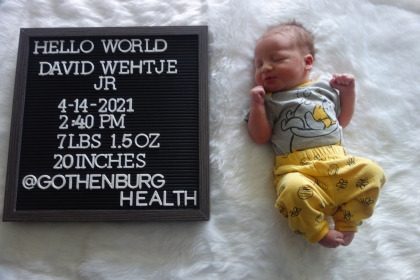 HELLO WORLD
DAVID WEHTJE
JR
4-14-2021
2:40 PM
7LBS 1.5OZ
20INCHES
@GOTHENBURG
HEALTH